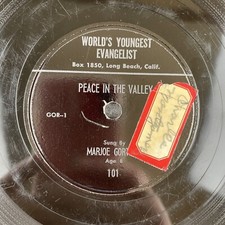 WORLD'S YOUNGEST
EVANGELIST
Box 1850, Long Beach, Calif.
PEACE IN THE VALLEY
GOR-1
Sung By
MARJOE GOR
Age 6
101